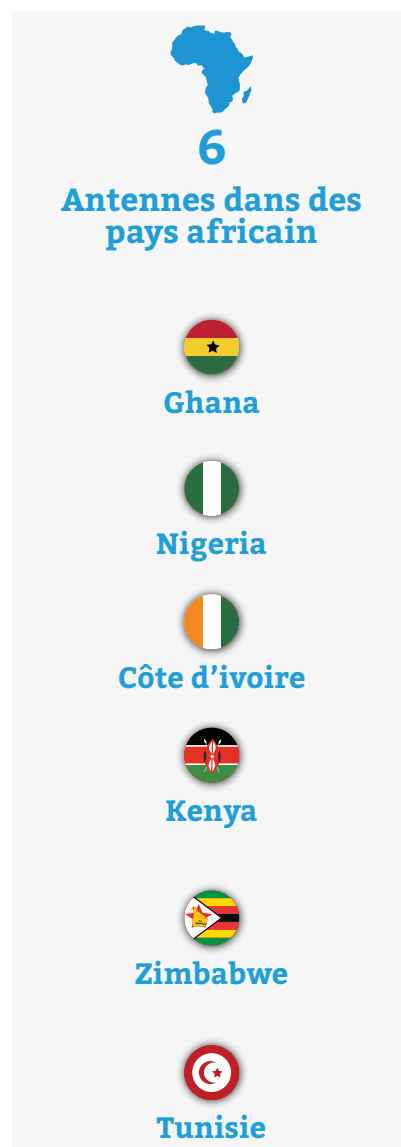 6
Antennes dans des
pays africain
Ghana
Nigeria
Côte d’ivoire
Kenya
Zimbabwe
Tunisie